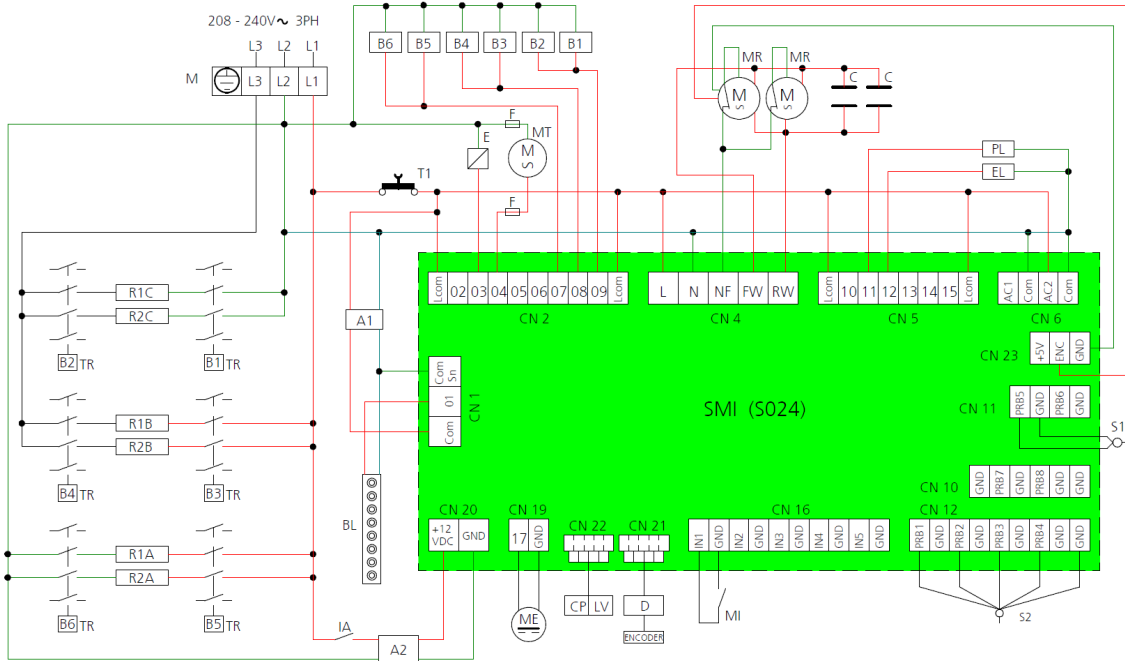 208 - 240V~ 3PH
L3 L2 L1
M L3 L2 L1
B6 B5 B4 B3 B2 B1
MR MR C C
M S M S
F
E MT
M S
T1
F
PL
EL
Lcom 02 03 04 05 06 07 08 09 Lcom
L N NF FW RW
Lcom 10 11 12 13 14 15 Lcom
AC1 Com AC2 Com
CN 2 CN 4 CN 5 CN 6
R1C
R2C
A1
B2 TR B1 TR
CN 23 +5V ENC GND
Com Sn 01 Com
CN 1
SMI (S024)
CN 11 PRB5 GND PRB6 GND
S1
R1B
R2B
B4 TR B3 TR
CN 10 GND PRB7 GND PRB8 GND GND
BL
CN 20 CN 19 CN 22 CN 21 CN 16 CN 12
+12 VDC GND
17 GND
IN1 GND IN2 GND IN3 GND IN4 GND IN5 GND
PRB1 GND PRB2 GND PRB3 GND PRB4 GND GND
R1A
R2A
B6 TR B5 TR
IA
A2
ME
CP LV
D
ENCODER
MI
S2